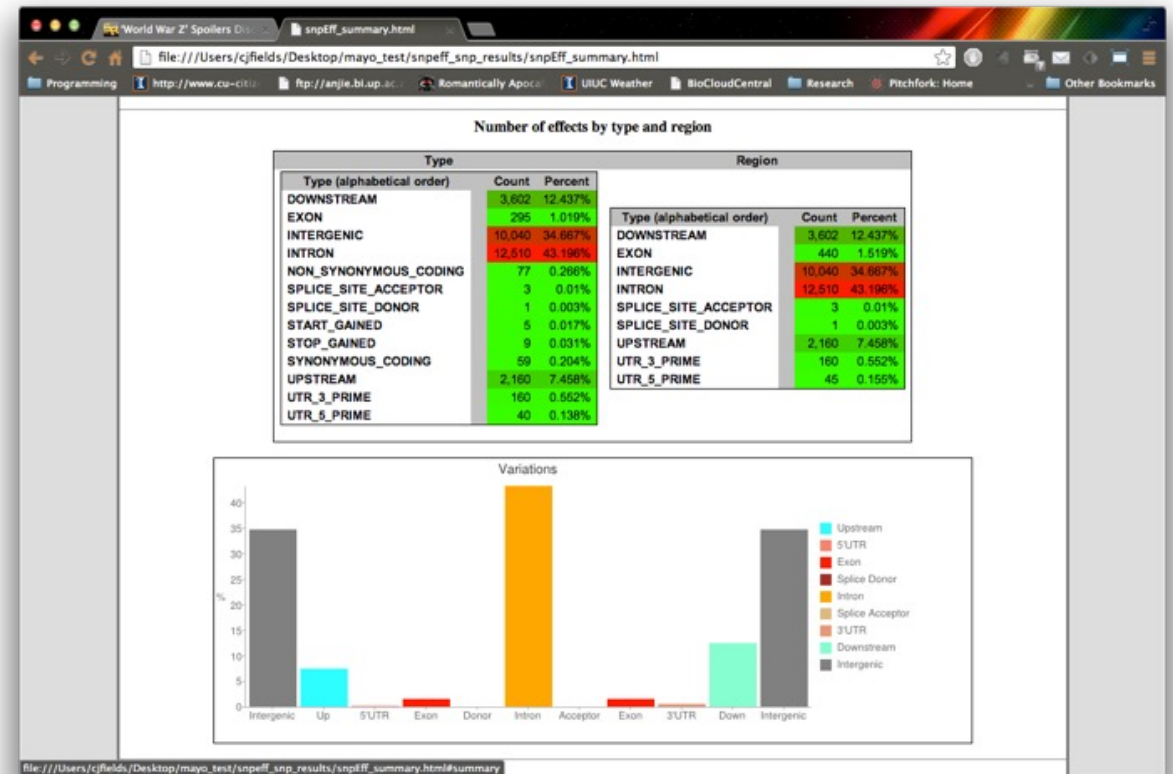 'World War Z' Spoilers Disc
snpEff_summary.html
file:///Users/cjfields/Desktop/mayo_test/snpeff_snp_results/snpEff_summary.html
Programming http://www.cu-citiz ftp://anjie.bi.up.ac. Romantically Apoca UIUC Weather BioCloudCentral Research Pitchfork: Home Other Bookmarks
Number of effects by type and region
Type Region
Type (alphabetical order) Count Percent
DOWNSTREAM 3,602 12.437%
EXON 295 1.019%
INTERGENIC 10,040 34.667%
INTRON 12,510 43.196%
NON_SYNONYMOUS_CODING 77 0.266%
SPLICE_SITE_ACCEPTOR 3 0.01%
SPLICE_SITE_DONOR 1 0.003%
START_GAINED 5 0.017%
STOP_GAINED 9 0.031%
SYNONYMOUS_CODING 59 0.204%
UPSTREAM 2,160 7.458%
UTR_3_PRIME 160 0.552%
UTR_5_PRIME 40 0.138%
Type (alphabetical order) Count Percent
DOWNSTREAM 3,602 12.437%
EXON 440 1.519%
INTERGENIC 10,040 34.667%
INTRON 12,510 43.196%
SPLICE_SITE_ACCEPTOR 3 0.01%
SPLICE_SITE_DONOR 1 0.003%
UPSTREAM 2,160 7.458%
UTR_3_PRIME 160 0.552%
UTR_5_PRIME 45 0.155%
Variations
%
40
35
30
25
20
15
10
5
0
Intergenic Up 5'UTR Exon Donor Intron Acceptor Exon 3'UTR Down Intergenic
Upstream
5'UTR
Exon
Splice Donor
Intron
Splice Acceptor
3'UTR
Downstream
Intergenic
file:///Users/cjfields/Desktop/mayo_test/snpeff_snp_results/snpEff_summary.html#summary